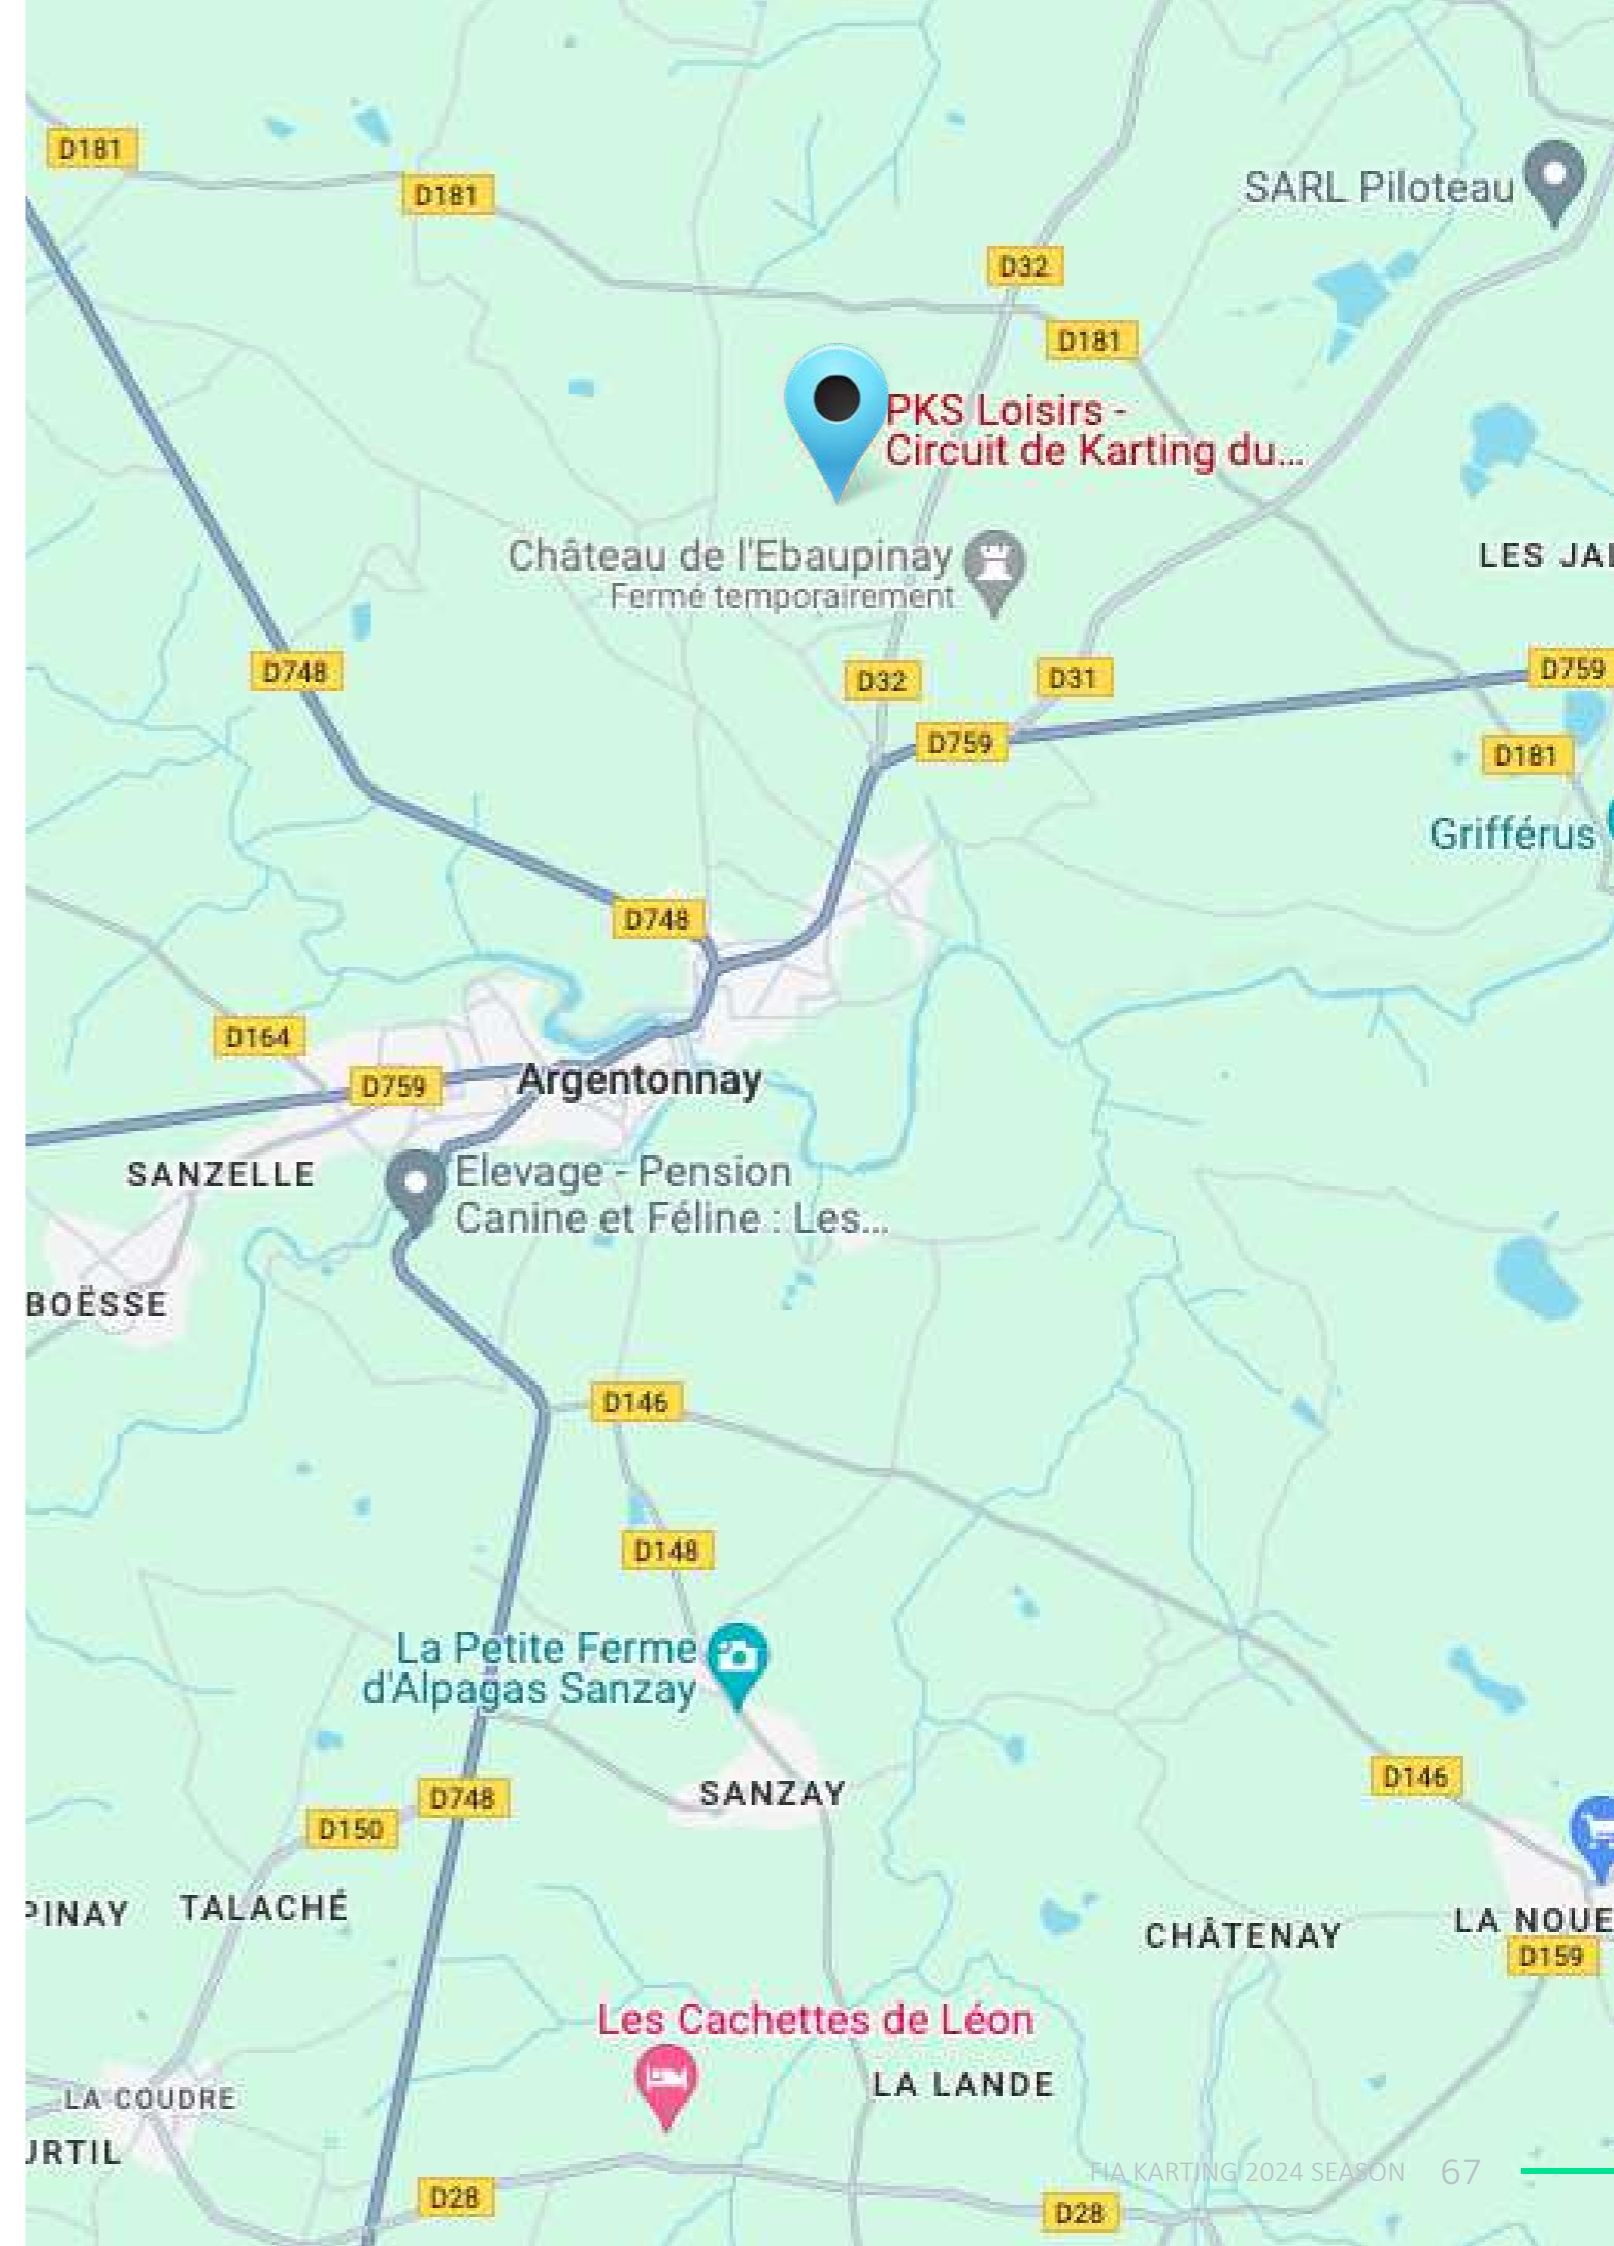 D181
D181
SARL Piloteau
D32
D181
PKS Loisirs -
Circuit de Karting du...
Château de l'Ebaupinay
Fermé temporairement
LES JAL
D748
D32
D31
D759
D759
D181
Grifférus
D748
D164
D759
Argentonnay
SANZELLE
Elevage - Pension
Canine et Féline : Les...
BOËSSE
D146
D148
La Petite Ferme
d'Alpagas Sanzay
SANZAY
D146
D748
D150
PINAY
TALACHÉ
CHÂTENAY
LA NOUE
D159
Les Cachettes de Léon
LA LANDE
LA COUDRE
URTIL
FIA KARTING 2024 SEASON 67
D28
D28